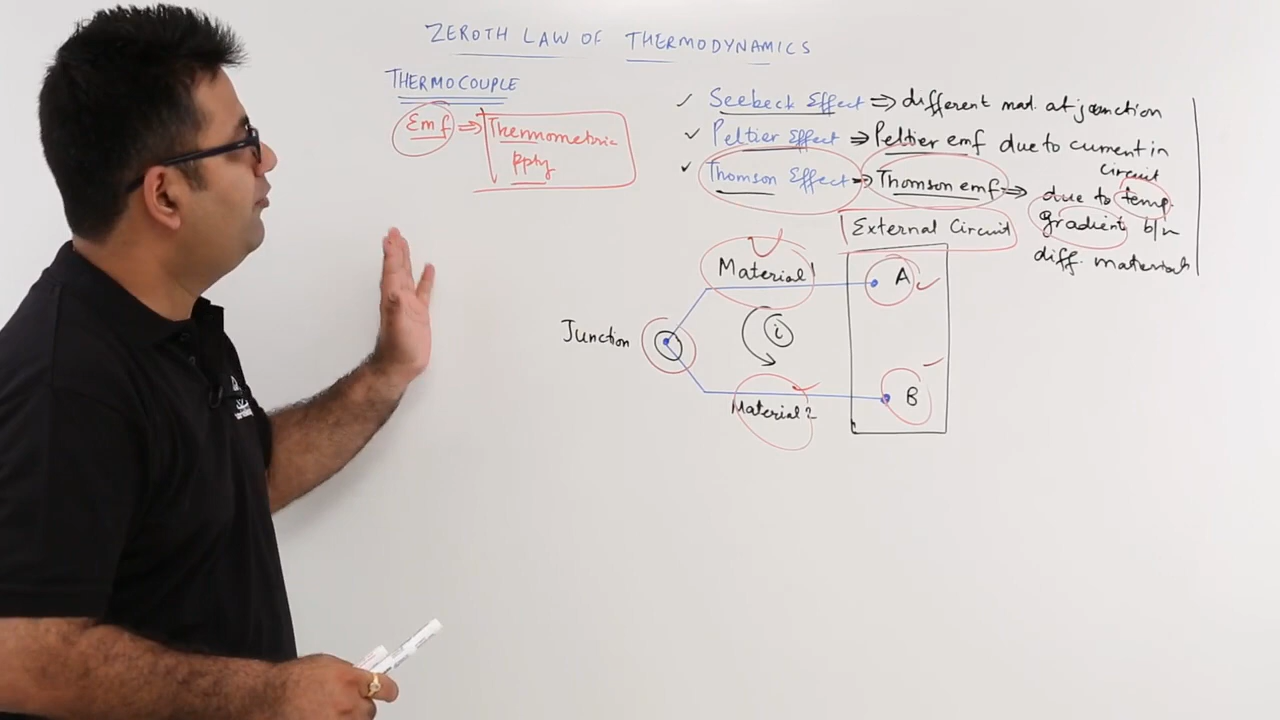 ZEROTH LAW OF THERMODYNAMICS
THERMOCOUPLE
Emf ⇒ Thermometric
ppty
Seebeck Effect ⇒ different mat. at junction
Peltier Effect ⇒ Peltier emf due to current in
circuit
Thomson Effect ⇒ Thomson emf ⇒ due to temp.
gradient b/w
diff. materials
External Circuit
Material 1
A
Junction
i
Material 2
B